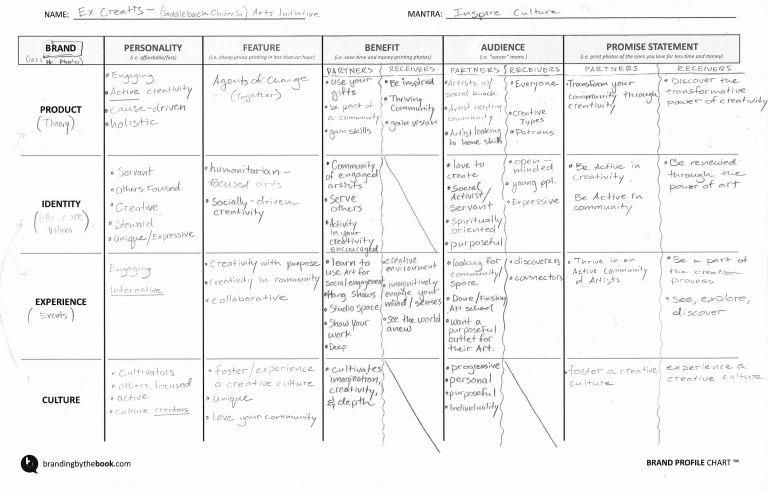 NAME: Ex Creatis - (Saddleback Church) Arts Initiative
MANTRA: Inspire Culture
BRAND
PERSONALITY
(i.e. affordable/fast)
FEATURE
(i.e. cheap photo printing in less than an hour)
BENEFIT
(i.e. save time and money printing photos)
AUDIENCE
(i.e. "soccer" moms)
PROMISE STATEMENT
(i.e. print photos of the ones you love for less time and money)
PARTNERS
RECEIVERS
PARTNERS
RECEIVERS
PARTNERS
RECEIVERS
PRODUCT
(Theory)
• Engaging
• Active creativity
• Cause-driven
• holistic
Agents of Change
(Together)
• Use your
gifts
• be part of
a community
• gain skills
• Be inspired
• Thriving
Community
• gain vision
• Artists w/
social knack
• Artist needing
community
• Artist looking
to hone skills
• Everyone
• Creative
Types
• Patrons
• Transform your
community through
creativity
• Discover the
transformative
power of creativity
IDENTITY
Values)
• Servant
• Others Focused
• Creative
• Steward
• Unique/Expressive
• humanitarian-
focused arts
• Socially-driven
creativity
• Community
of engaged
artists
• Serve
others
• Activity
in your
creativity
encouraged
• love to
create
• Social
Activist/
Servant
• spiritually
oriented
• purposeful
• open-
minded
• young ppl.
• Expressive
• Be Active in
creativity
Be Active in
community
• Be renewed
through the
power of art
EXPERIENCE
(Events)
Engaging
Interactive
• Creativity with purpose
• creativity in community
• collaborative
• learn to
use Art for
social engagement
• Hang Shows
• Studio Space
• Show your
work
• Deep
• creative
environment
• imaginitively
engage your
mind/senses
• See the world
anew
• looking for
community/
space
• Done/Finishing
Art school
• want a
purposeful
outlet for
their Art.
• discoverers
• connectors
• Thrive in an
Active Community
of Artists
• Be a part of
the creation
process
• see, explore,
discover
CULTURE
• Cultivators
• others focused
• active
• culture creators
• foster/experience
a creative culture
• unique
• love your community
• cultivates
imagination,
creativity,
& depth
• progressive
• personal
• purposeful
• Individuality
• foster a creative
culture
experience a
creative culture
brandingbythebook.com
BRAND PROFILE CHART ™